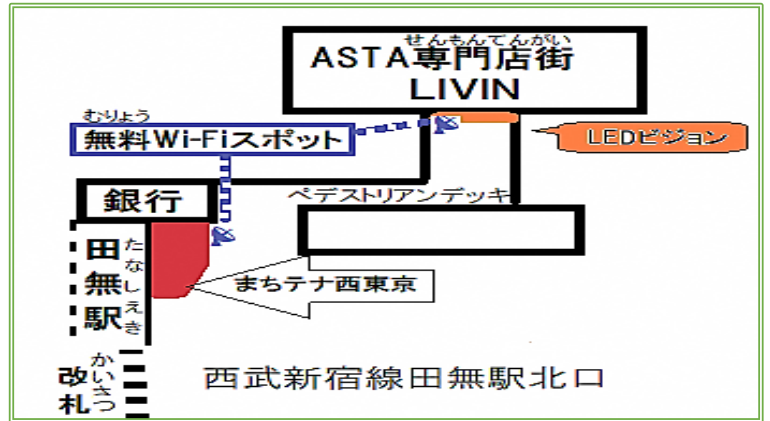 せんもんてんがい
ASTA専門店街
LIVIN
むりょう
無料Wi-Fiスポット
LEDビジョン
銀行
ペデストリアンデッキ
田無駅
たなしえき
まちテナ西東京
改札
かいさつ
西武新宿線田無駅北口